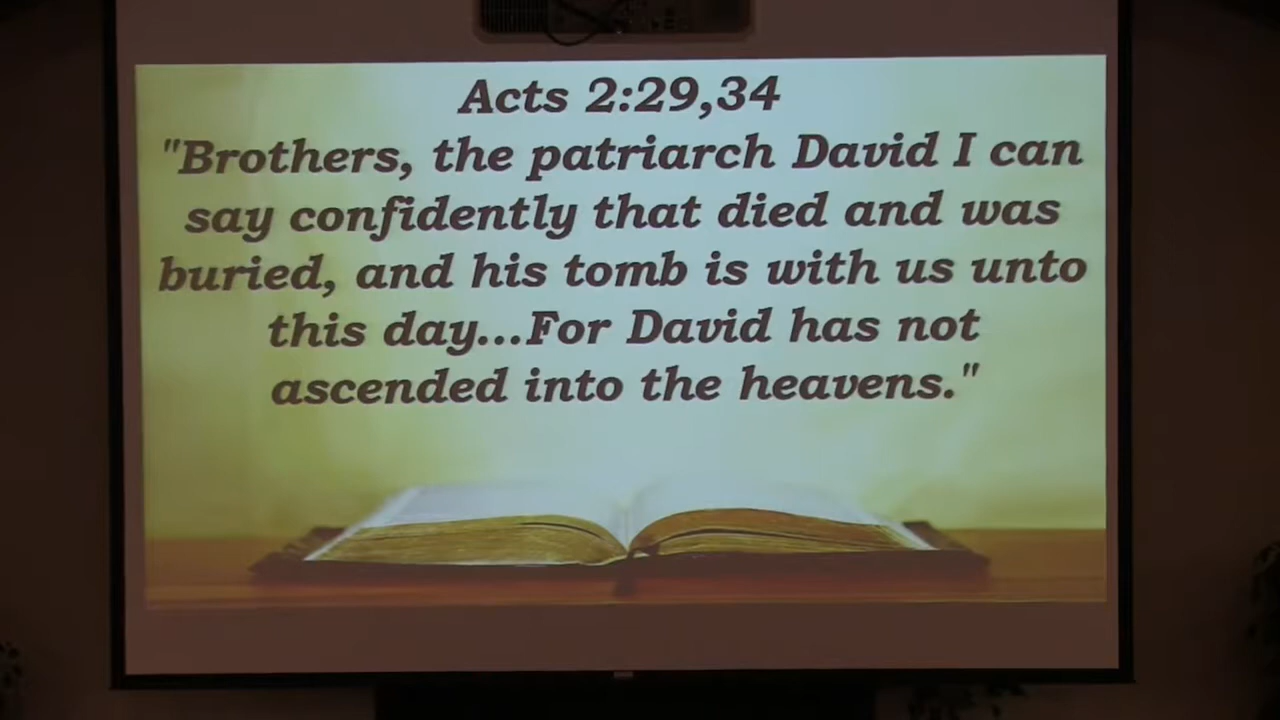 Acts 2:29,34
"Brothers, the patriarch David I can
say confidently that died and was
buried, and his tomb is with us unto
this day...For David has not
ascended into the heavens."